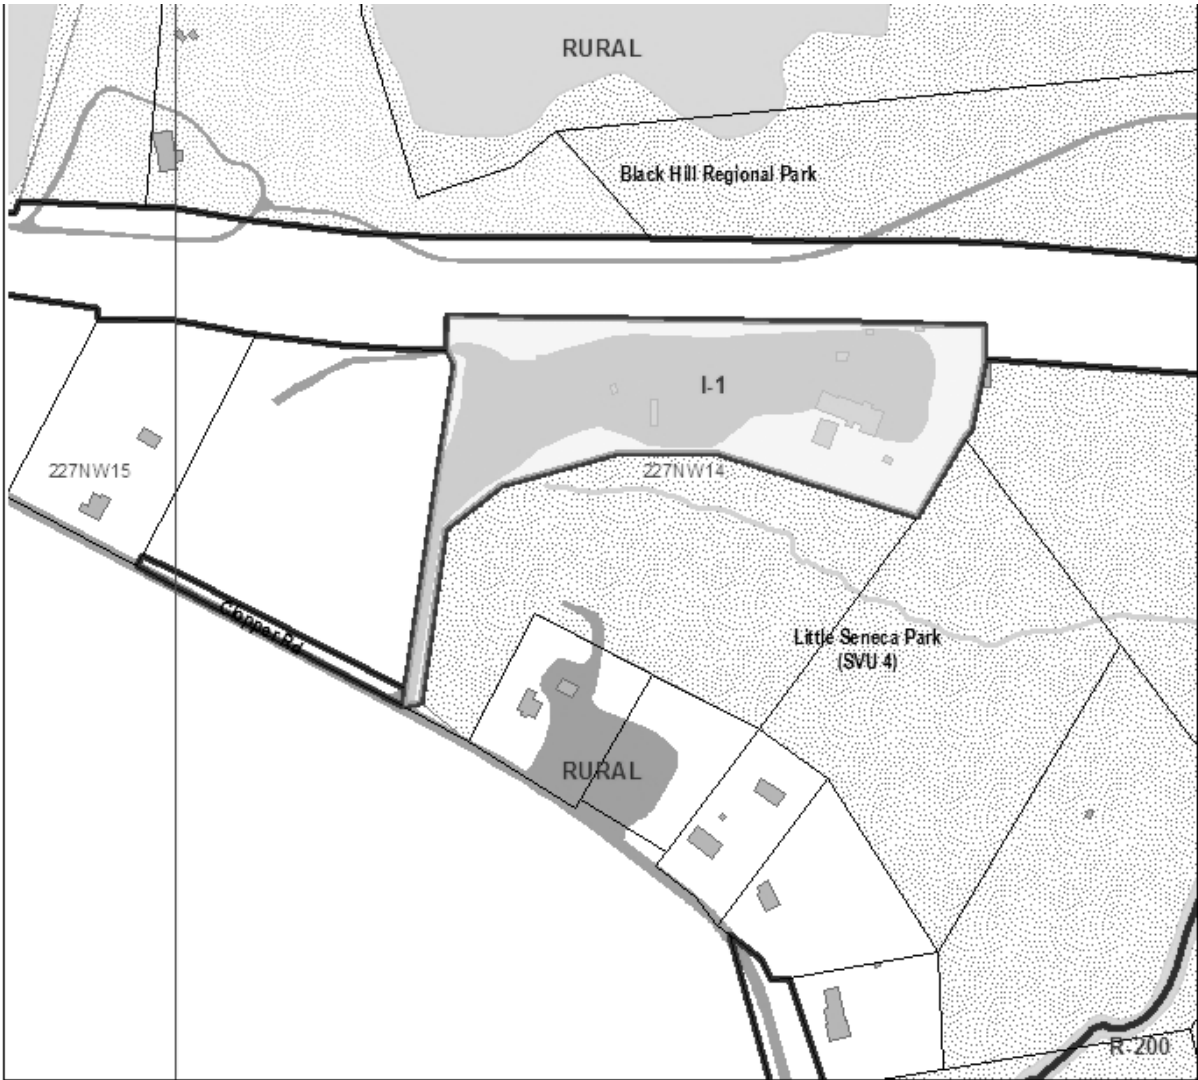 RURAL
Black Hill Regional Park
I-1
227NW15
227NW14
Clopper Rd
Little Seneca Park
(SVU 4)
RURAL
R-200